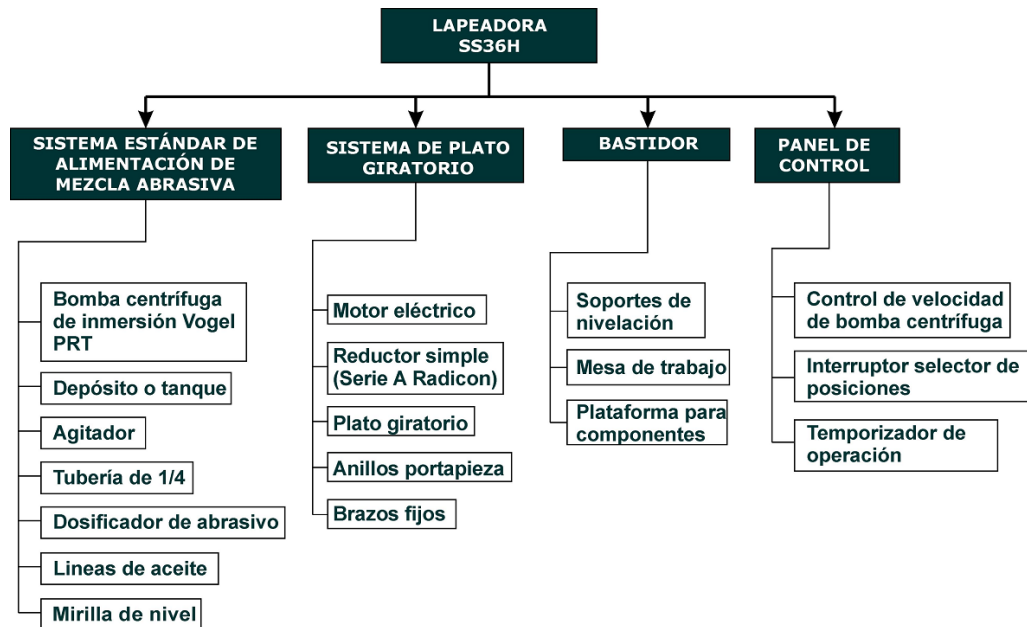 LAPEADORA
SS36H
SISTEMA ESTÁNDAR DE
ALIMENTACIÓN DE
MEZCLA ABRASIVA
Bomba centrífuga
de inmersión Vogel
PRT
Depósito o tanque
Agitador
Tubería de 1/4
Dosificador de abrasivo
Lineas de aceite
Mirilla de nivel
SISTEMA DE PLATO
GIRATORIO
Motor eléctrico
Reductor simple
(Serie A Radicon)
Plato giratorio
Anillos portapieza
Brazos fijos
BASTIDOR
Soportes de
nivelación
Mesa de trabajo
Plataforma para
componentes
PANEL DE
CONTROL
Control de velocidad
de bomba centrífuga
Interruptor selector de
posiciones
Temporizador de
operación